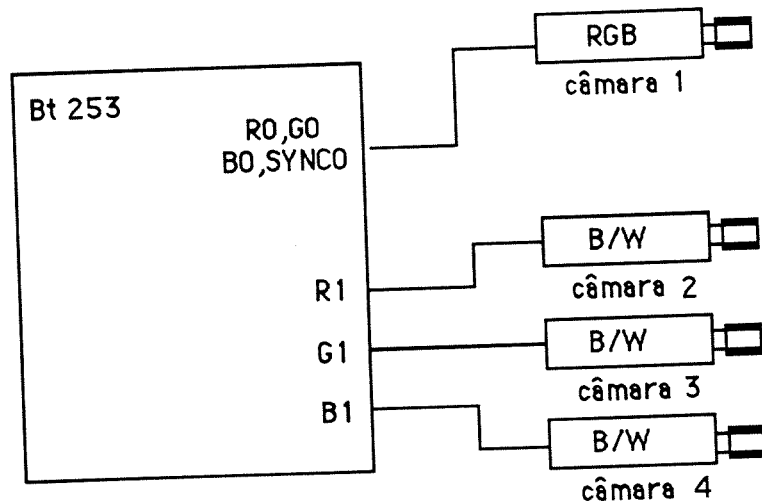 RGB
câmara 1
Bt 253
R0,G0
B0,SYNC0
B/W
câmara 2
R1
B/W
câmara 3
G1
B1
B/W
câmara 4